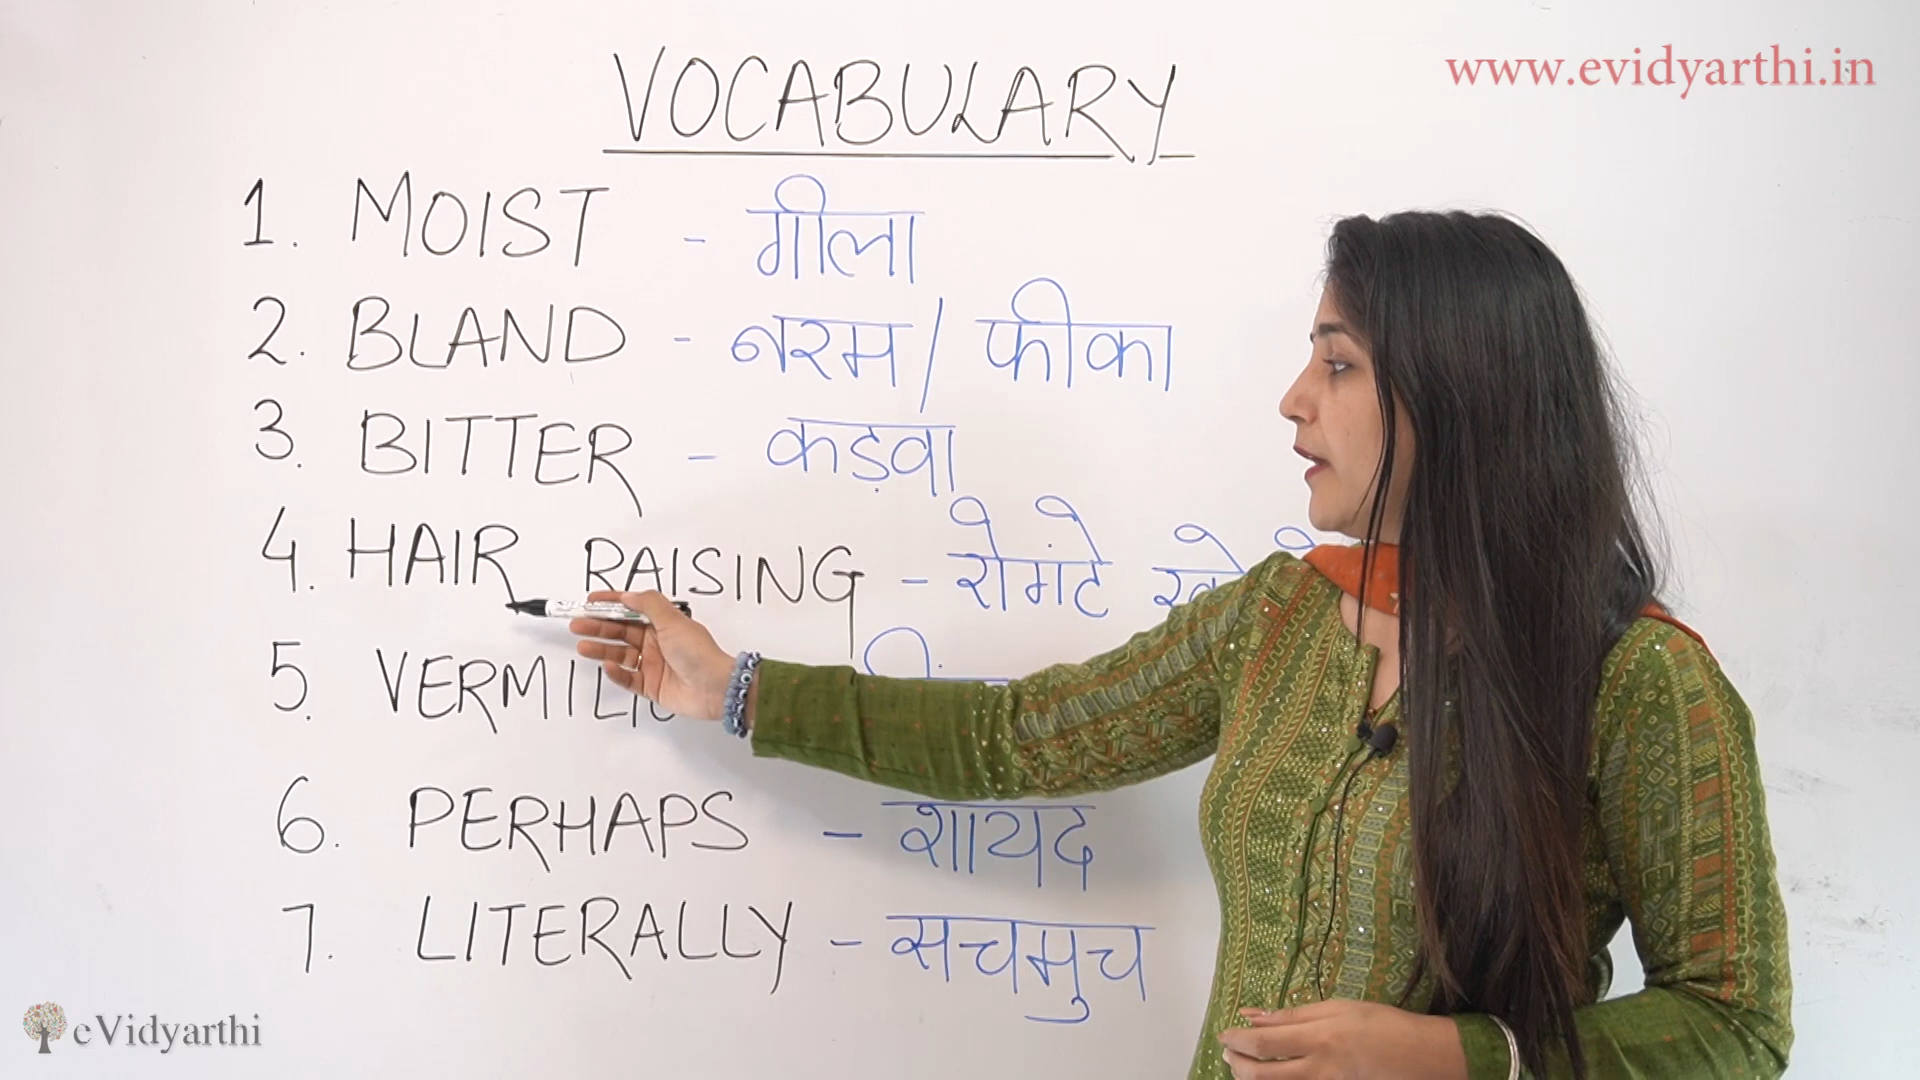 www.evidyarthi.in
VOCABULARY
1. MOIST - गीला
2. BLAND - नरम / फीका
3. BITTER - कड़वा
4. HAIR RAISING - रोमंटे
5.
6. PERHAPS - शायद
7. LITERALLY - सचमुच
eVidyarthi